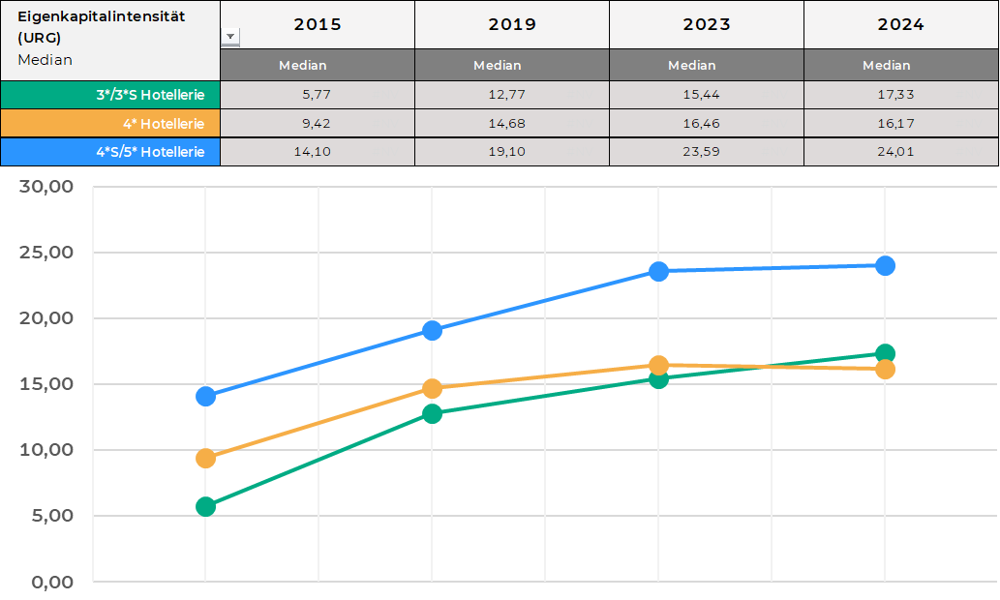 Eigenkapitalintensität
(URG)
Median
2015 2019 2023 2024
Median Median Median Median
3*/3*S Hotellerie 5,77 12,77 15,44 17,33
4* Hotellerie 9,42 14,68 16,46 16,17
4*S/5* Hotellerie 14,10 19,10 23,59 24,01
30,00
25,00
20,00
15,00
10,00
5,00
0,00